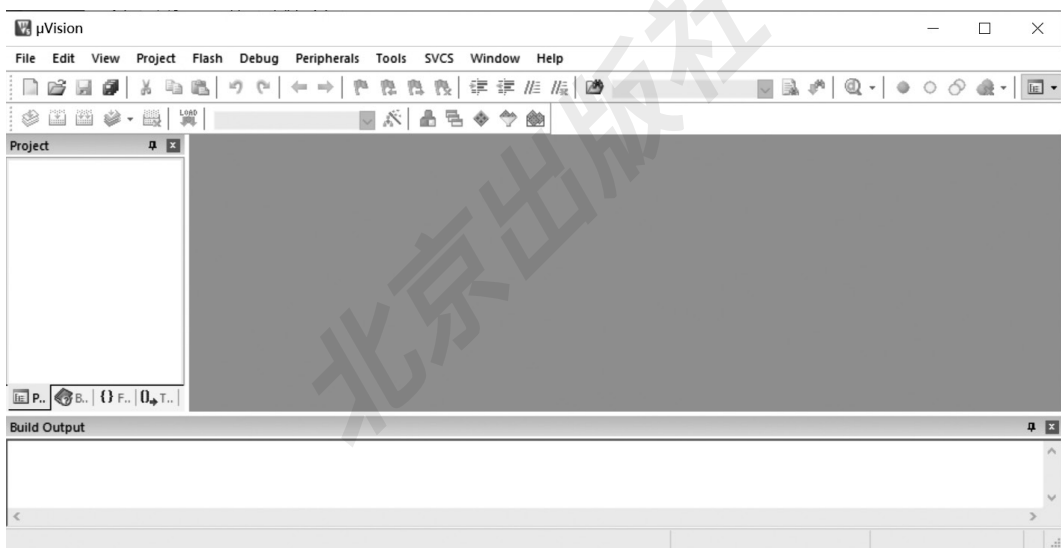 µVision
File Edit View Project Flash Debug Peripherals Tools SVCS Window Help
LOAD
Project
P.. B.. {} F.. 0 T..
Build Output
北京出版社